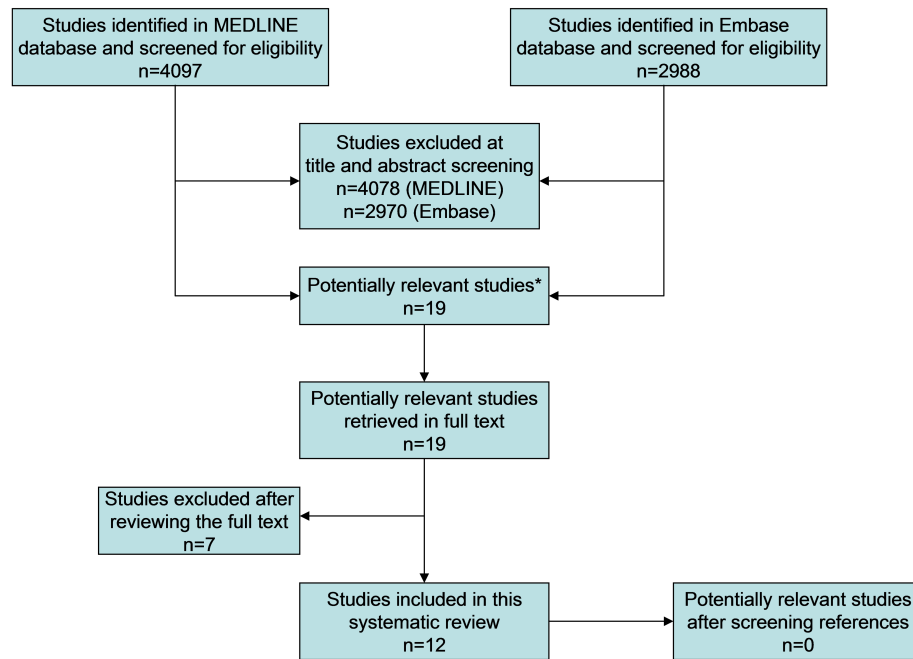 Studies identified in MEDLINE
database and screened for eligibility
n=4097
Studies identified in Embase
database and screened for eligibility
n=2988
Studies excluded at
title and abstract screening
n=4078 (MEDLINE)
n=2970 (Embase)
Potentially relevant studies*
n=19
Potentially relevant studies
retrieved in full text
n=19
Studies excluded after
reviewing the full text
n=7
Studies included in this
systematic review
n=12
Potentially relevant studies
after screening references
n=0